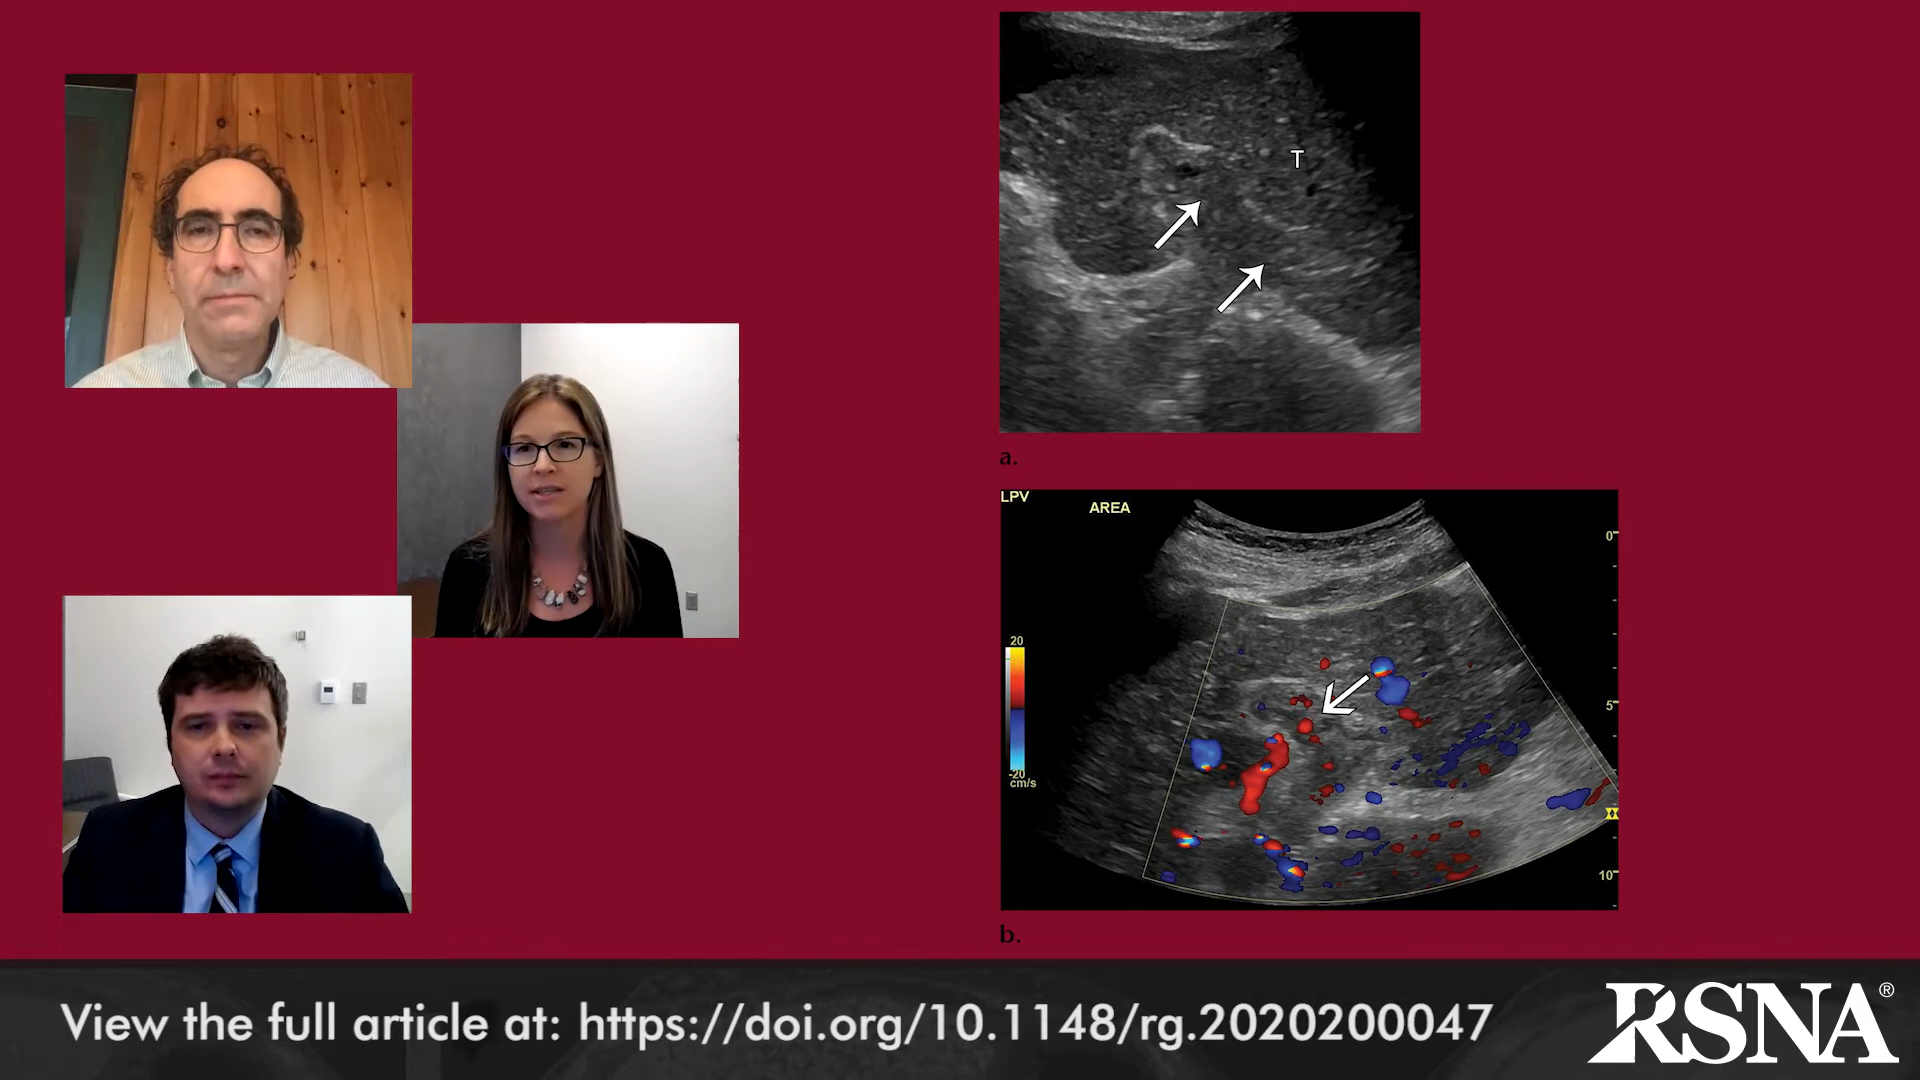 T
a.
LPV
AREA
0
20
5
-20
cm/s
10
b.
View the full article at: https://doi.org/10.1148/rg.2020200047
RSNA®